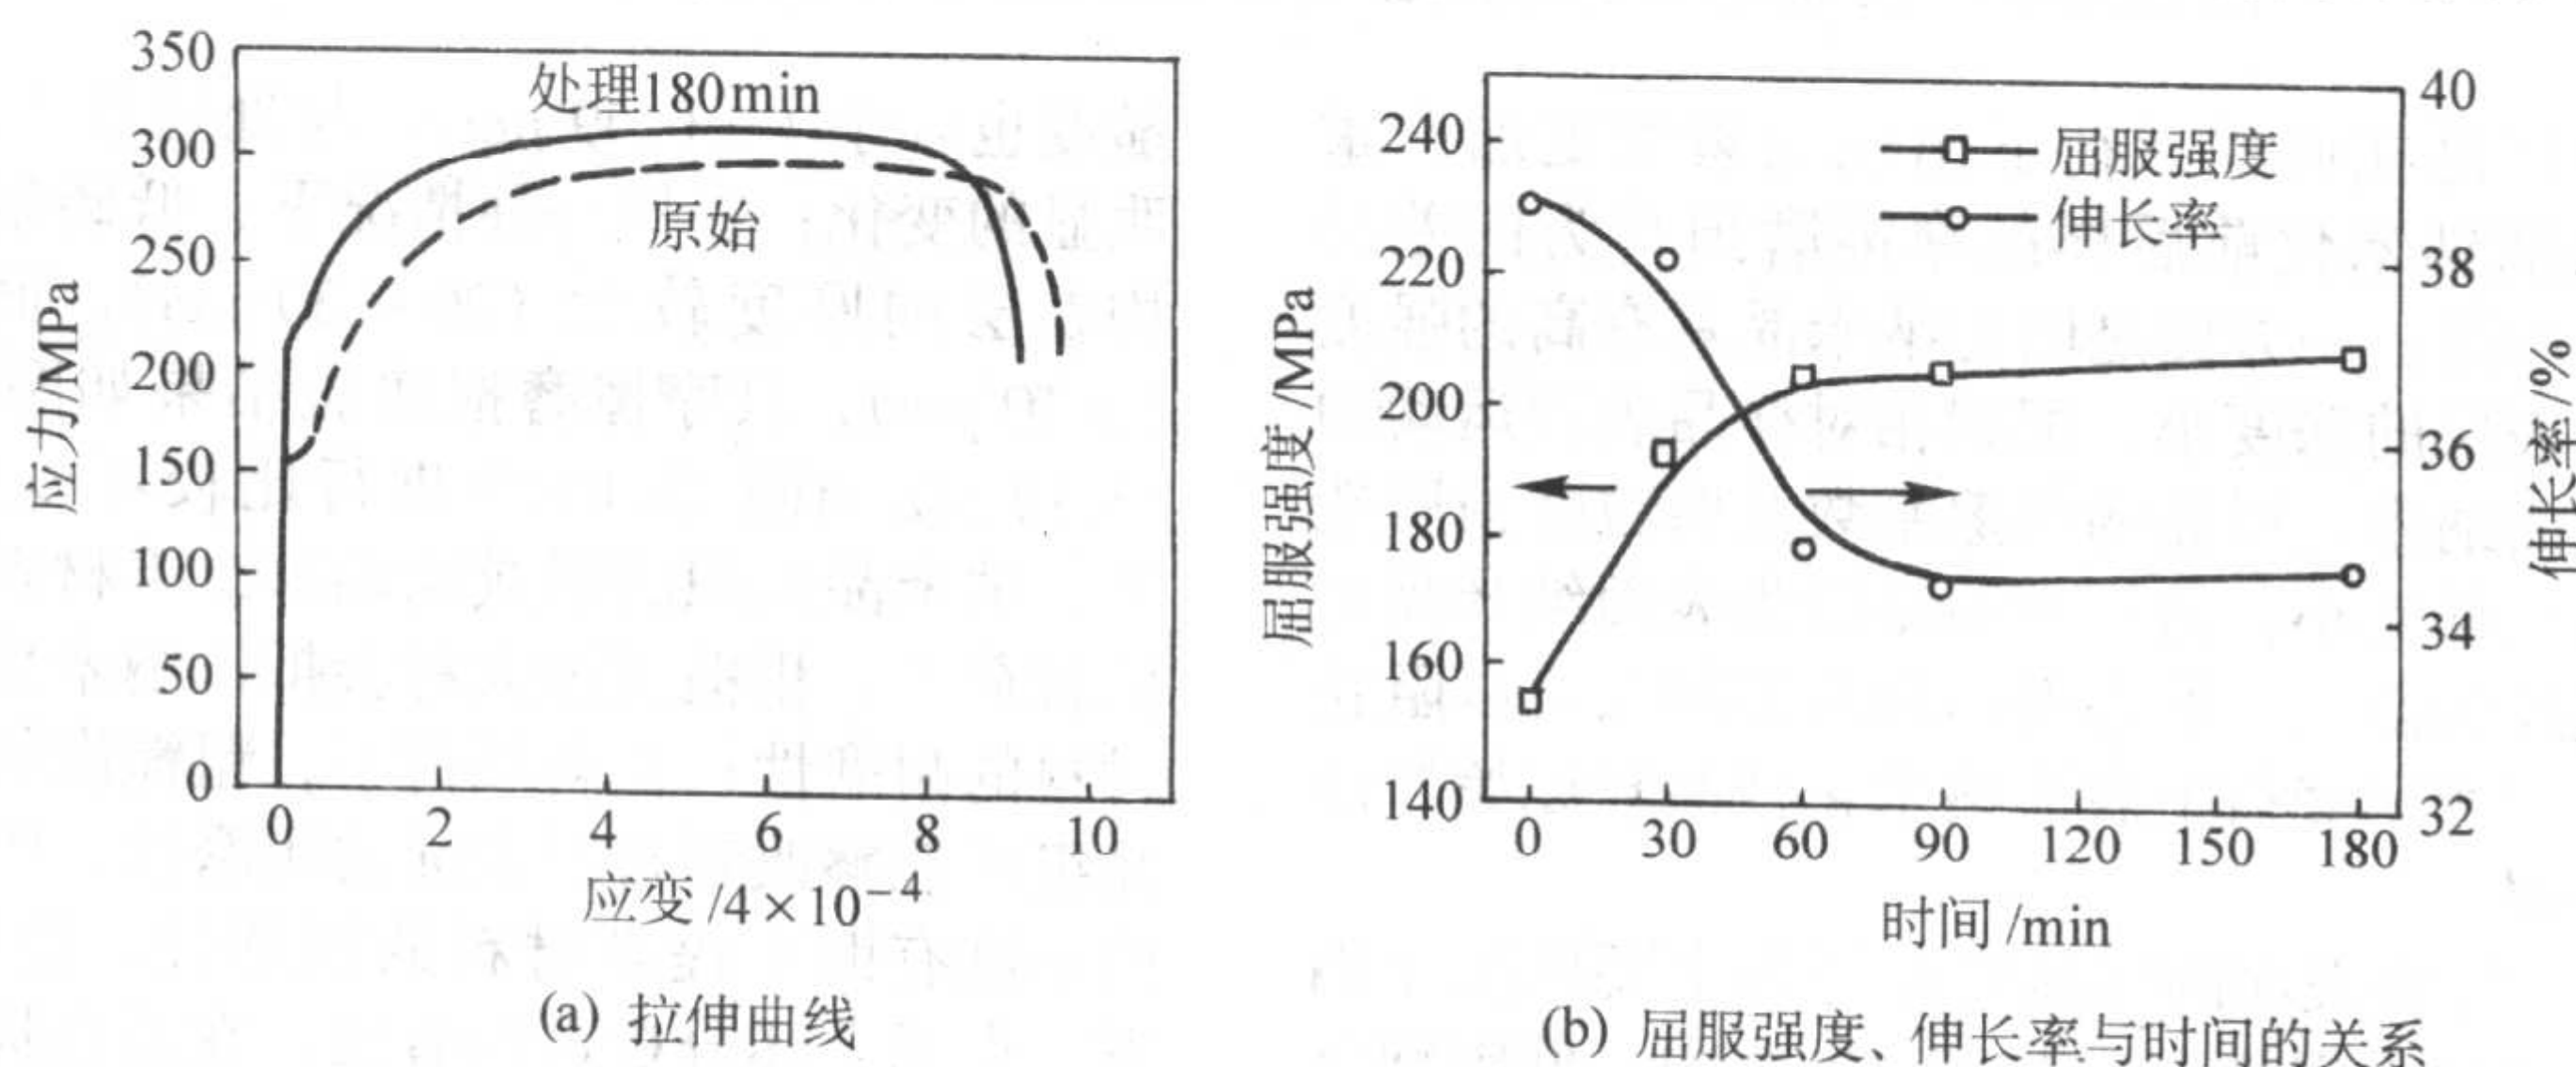 350
300
250
200
150
100
50
0
应力/MPa
处理180min
原始
0 2 4 6 8 10
应变/4×10⁻⁴
(a) 拉伸曲线
240
220
200
180
160
140
屈服强度/MPa
屈服强度
伸长率
40
38
36
34
32
伸长率/%
0 30 60 90 120 150 180
时间/min
(b) 屈服强度、伸长率与时间的关系